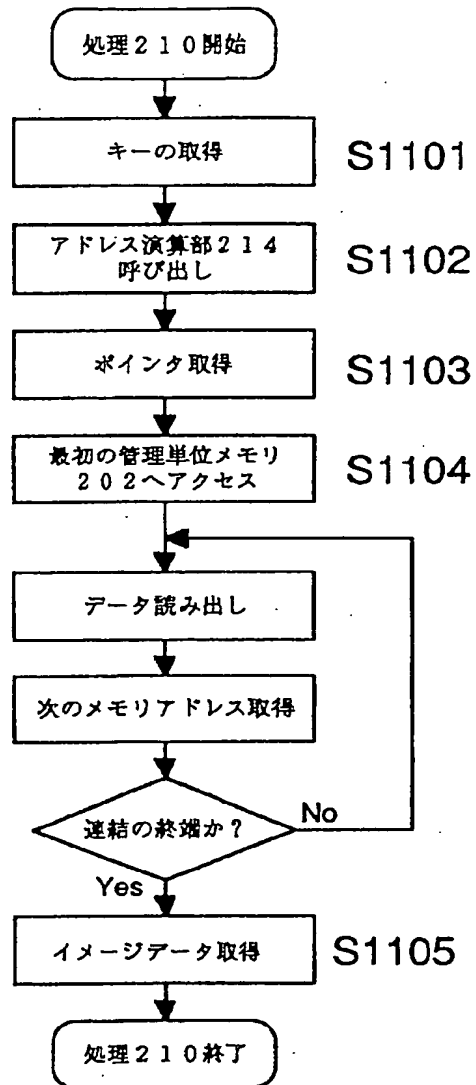 処理２１０開始
キーの取得
S1101
アドレス演算部２１４
呼び出し
S1102
ポインタ取得
S1103
最初の管理単位メモリ
２０２へアクセス
S1104
データ読み出し
次のメモリアドレス取得
連結の終端か？
No
Yes
イメージデータ取得
S1105
処理２１０終了